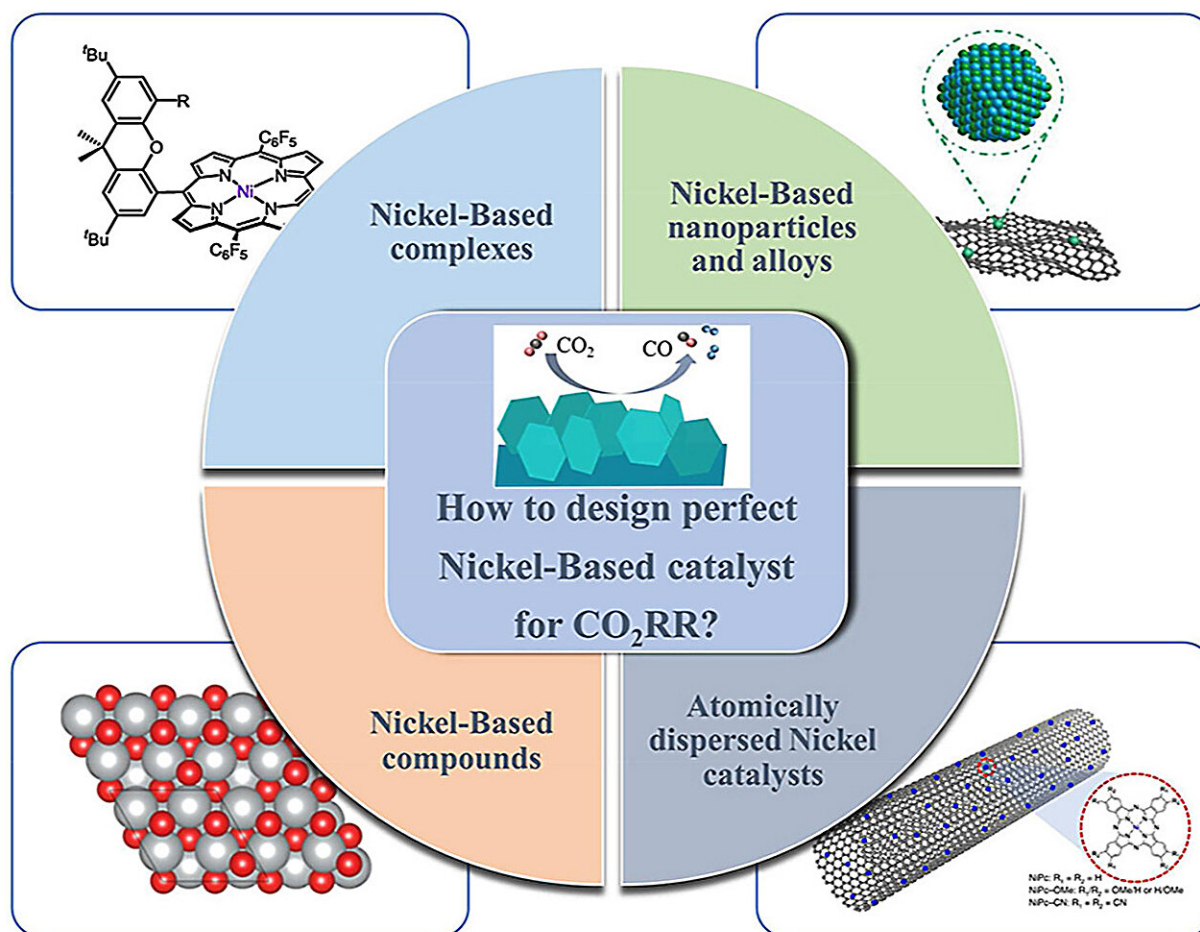 ᵗBu
R
O
C₆F₅
N
N
Ni
N
N
ᵗBu
C₆F₅
Nickel-Based
complexes
Nickel-Based
nanoparticles
and alloys
CO₂
CO
How to design perfect
Nickel-Based catalyst
for CO₂RR?
Nickel-Based
compounds
Atomically
dispersed Nickel
catalysts
NiPc: R₁ = R₂ = H
NiPc–OMe: R₁/R₂ = OMe/H or H/OMe
NiPc–CN: R₁ = R₂ = CN